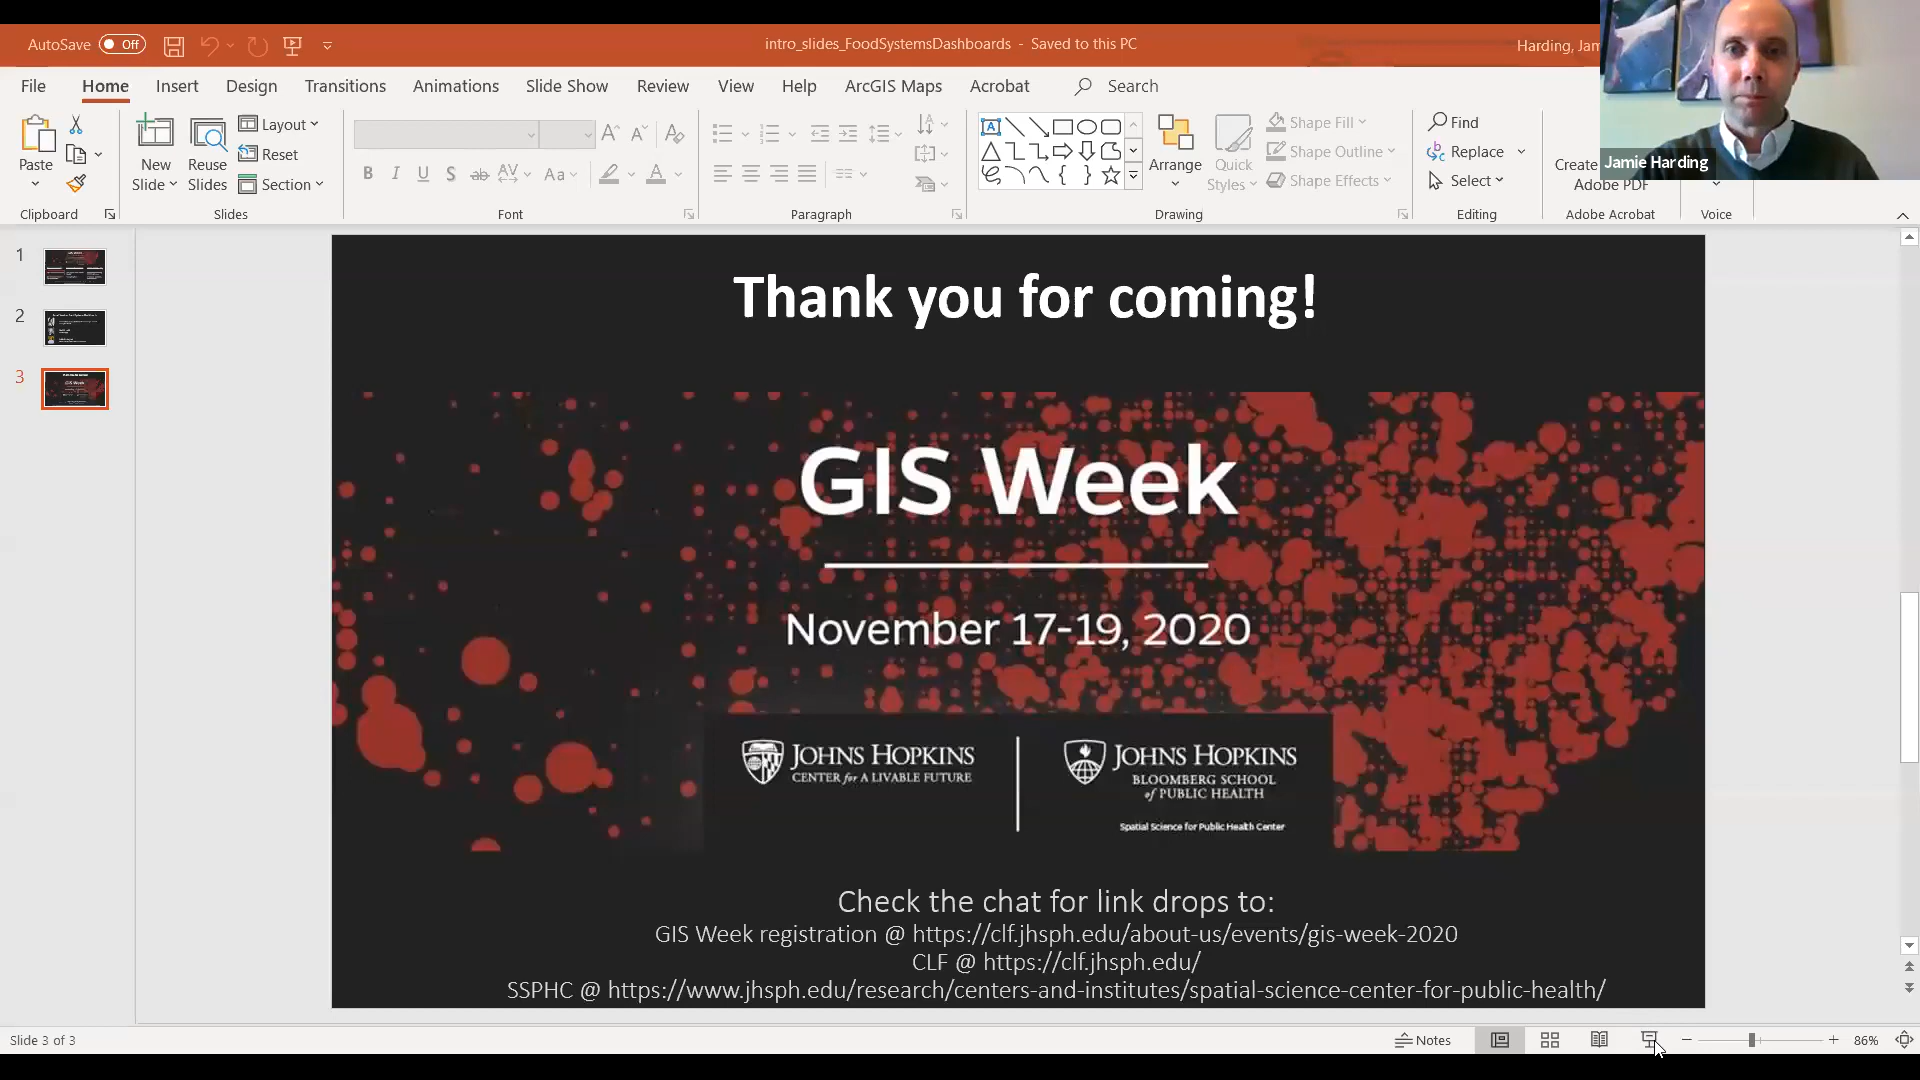 AutoSave Off
intro_slides_FoodSystemsDashboards - Saved to this PC
Harding, Jam
File Home Insert Design Transitions Animations Slide Show Review View Help ArcGIS Maps Acrobat Search
Paste
Clipboard
New Slide
Reuse Slides
Layout
Reset
Section
Slides
B I U S ab AV Aa A
Font
Paragraph
Arrange
Quick Styles
Shape Fill
Shape Outline
Shape Effects
Drawing
Find
Replace
Select
Editing
Create
Adobe PDF
Adobe Acrobat
Voice
Jamie Harding
1
2
3
Thank you for coming!
GIS Week
November 17-19, 2020
JOHNS HOPKINS
CENTER for A LIVABLE FUTURE
JOHNS HOPKINS
BLOOMBERG SCHOOL
of PUBLIC HEALTH
Spatial Science for Public Health Center
Check the chat for link drops to:
GIS Week registration @ https://clf.jhsph.edu/about-us/events/gis-week-2020
CLF @ https://clf.jhsph.edu/
SSPHC @ https://www.jhsph.edu/research/centers-and-institutes/spatial-science-center-for-public-health/
Slide 3 of 3
Notes
86%